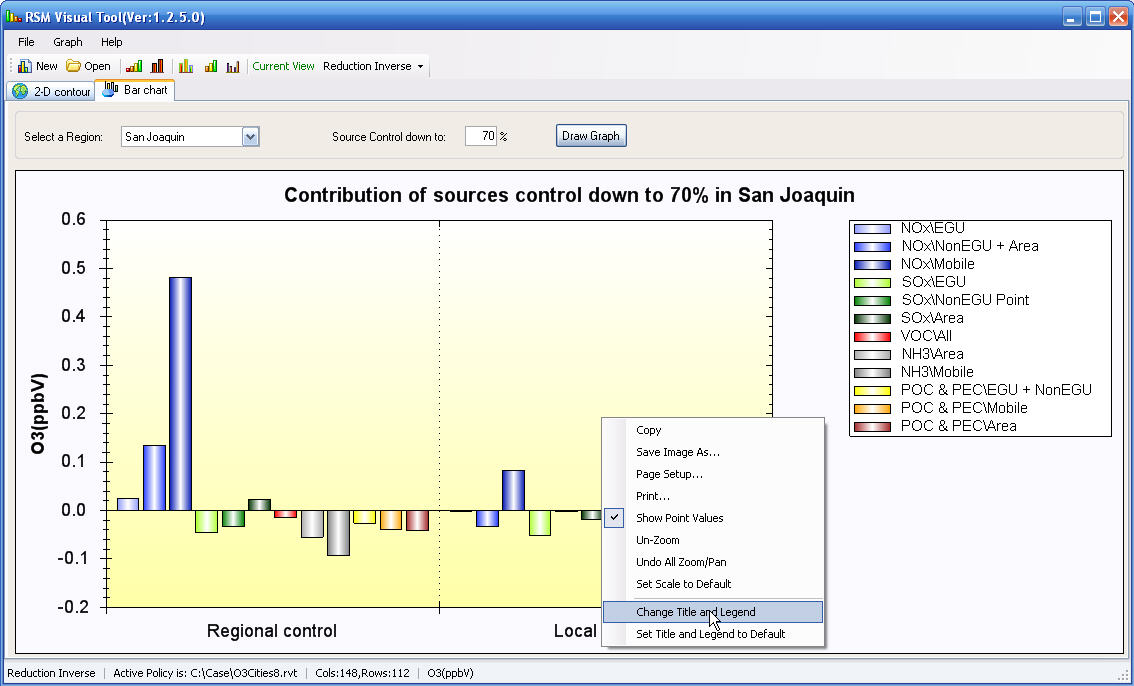 RSM Visual Tool(Ver:1.2.5.0)
File Graph Help
New Open Current View Reduction Inverse
2-D contour Bar chart
Select a Region: San Joaquin Source Control down to: 70 % Draw Graph
Contribution of sources control down to 70% in San Joaquin
0.6
0.5
0.4
0.3
0.2
0.1
0.0
-0.1
-0.2
O3(ppbV)
Regional control
Local
NOx\EGU
NOx\NonEGU + Area
NOx\Mobile
SOx\EGU
SOx\NonEGU Point
SOx\Area
VOC\All
NH3\Area
NH3\Mobile
POC & PEC\EGU + NonEGU
POC & PEC\Mobile
POC & PEC\Area
Copy
Save Image As...
Page Setup...
Print...
Show Point Values
Un-Zoom
Undo All Zoom/Pan
Set Scale to Default
Change Title and Legend
Set Title and Legend to Default
Reduction Inverse Active Policy is: C:\Case\O3Cities8.rvt Cols:148,Rows:112 O3(ppbV)